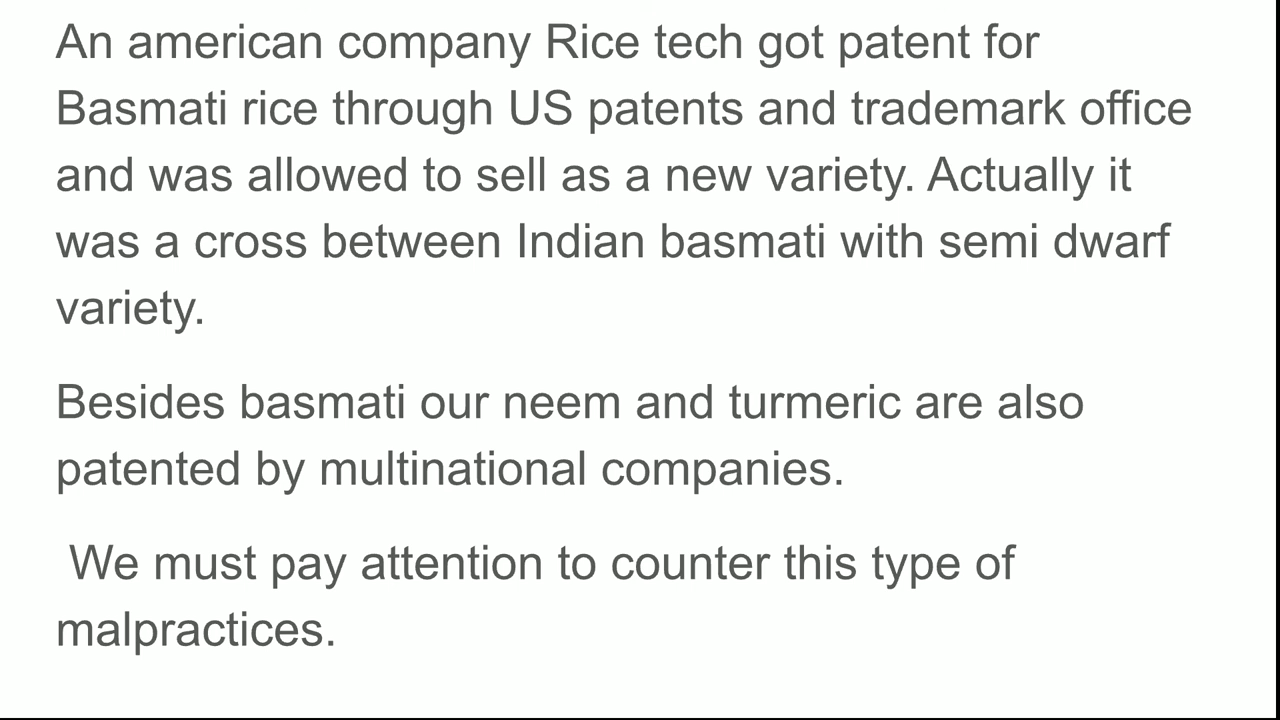 An american company Rice tech got patent for
Basmati rice through US patents and trademark office
and was allowed to sell as a new variety. Actually it
was a cross between Indian basmati with semi dwarf
variety.
Besides basmati our neem and turmeric are also
patented by multinational companies.
We must pay attention to counter this type of
malpractices.